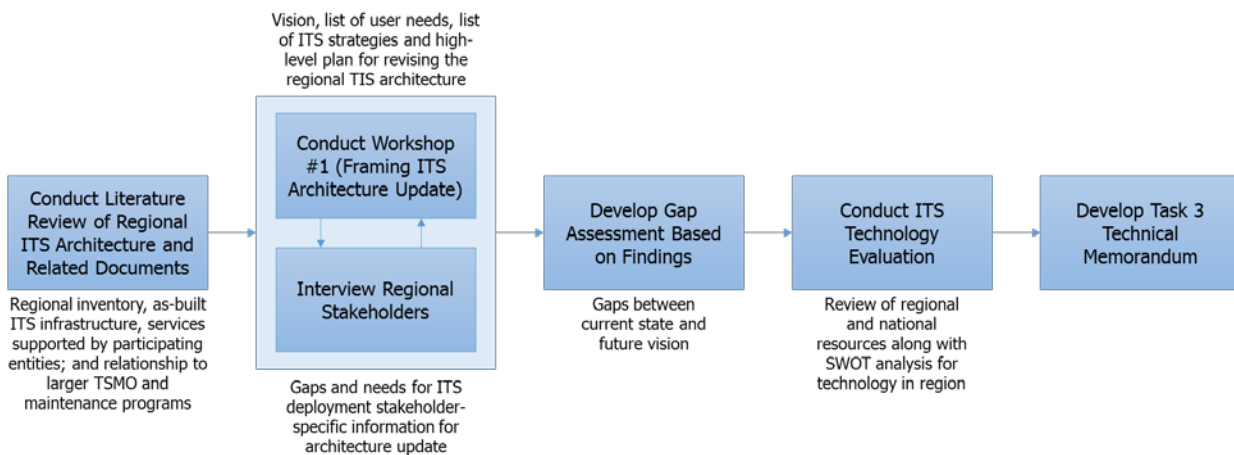 Conduct Literature
Review of Regional
ITS Architecture and
Related Documents
Regional inventory, as-built
ITS infrastructure, services
supported by participating
entities; and relationship to
larger TSMO and
maintenance programs
Vision, list of user needs, list
of ITS strategies and high-
level plan for revising the
regional TIS architecture
Conduct Workshop
#1 (Framing ITS
Architecture Update)
Interview Regional
Stakeholders
Gaps and needs for ITS
deployment stakeholder-
specific information for
architecture update
Develop Gap
Assessment Based
on Findings
Gaps between
current state and
future vision
Conduct ITS
Technology
Evaluation
Review of regional
and national
resources along with
SWOT analysis for
technology in region
Develop Task 3
Technical
Memorandum